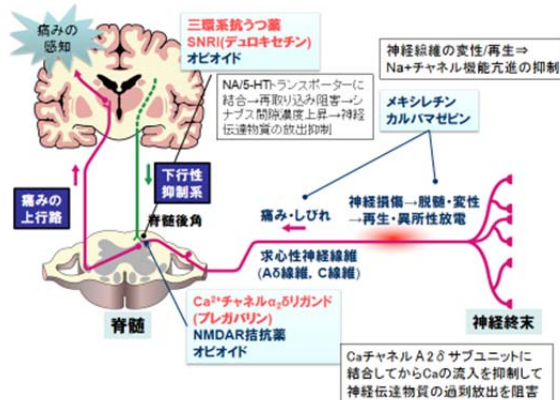 痛みの
感知
三環系抗うつ薬
SNRI(デュロキセチン)
オピオイド
NA/5-HTトランスポーターに
結合→再取り込み阻害→シ
ナプス間隙濃度上昇→神経
伝達物質の放出抑制
神経線維の変性/再生⇒
Na+チャネル機能亢進の抑制
メキシレチン
カルバマゼピン
痛みの
上行路
下行性
抑制系
脊髄後角
痛み・しびれ
神経損傷→脱髄・変性
→再生・異所性放電
求心性神経線維
(Aδ線維, C線維)
Ca²⁺チャネルα₂δリガンド
(プレガバリン)
NMDAR拮抗薬
オピオイド
脊髄
神経終末
CaチャネルA2δサブユニットに
結合してからCaの流入を抑制して
神経伝達物質の過剰放出を阻害